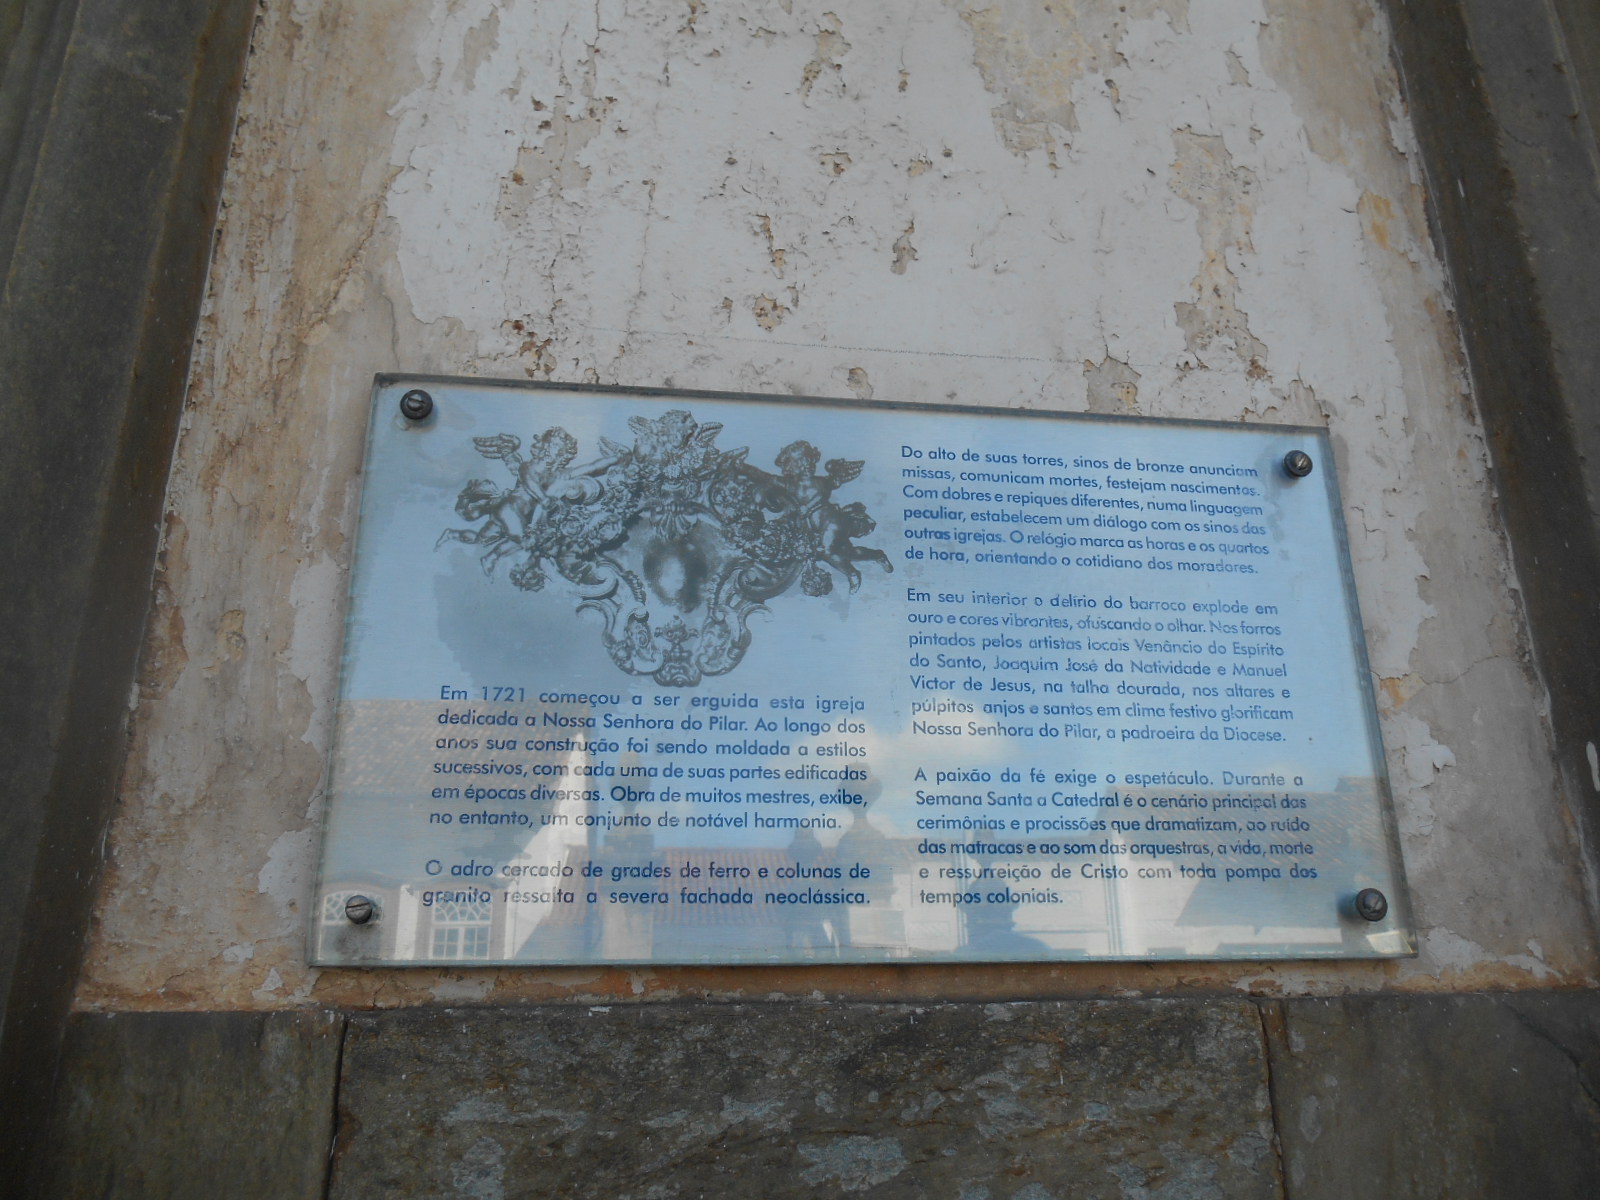 Em 1721 começou a ser erguida esta igreja
dedicada a Nossa Senhora do Pilar. Ao longo dos
anos sua construção foi sendo moldada a estilos
sucessivos, com cada uma de suas partes edificadas
em épocas diversas. Obra de muitos mestres, exibe,
no entanto, um conjunto de notável harmonia.
O adro cercado de grades de ferro e colunas de
granito ressalta a severa fachada neoclássica.
Do alto de suas torres, sinos de bronze anunciam
missas, comunicam mortes, festejam nascimentos.
Com dobres e repiques diferentes, numa linguagem
peculiar, estabelecem um diálogo com os sinos das
outras igrejas. O relógio marca as horas e os quartos
de hora, orientando o cotidiano dos moradores.
Em seu interior o delírio do barroco explode em
ouro e cores vibrantes, ofuscando o olhar. Nos forros
pintados pelos artistas locais Venâncio do Espírito
do Santo, Joaquim José da Natividade e Manuel
Victor de Jesus, na talha dourada, nos altares e
púlpitos anjos e santos em clima festivo glorificam
Nossa Senhora do Pilar, a padroeira da Diocese.
A paixão da fé exige o espetáculo. Durante a
Semana Santa a Catedral é o cenário principal das
cerimônias e procissões que dramatizam, ao ruído
das matracas e ao som das orquestras, a vida, morte
e ressurreição de Cristo com toda pompa dos
tempos coloniais.